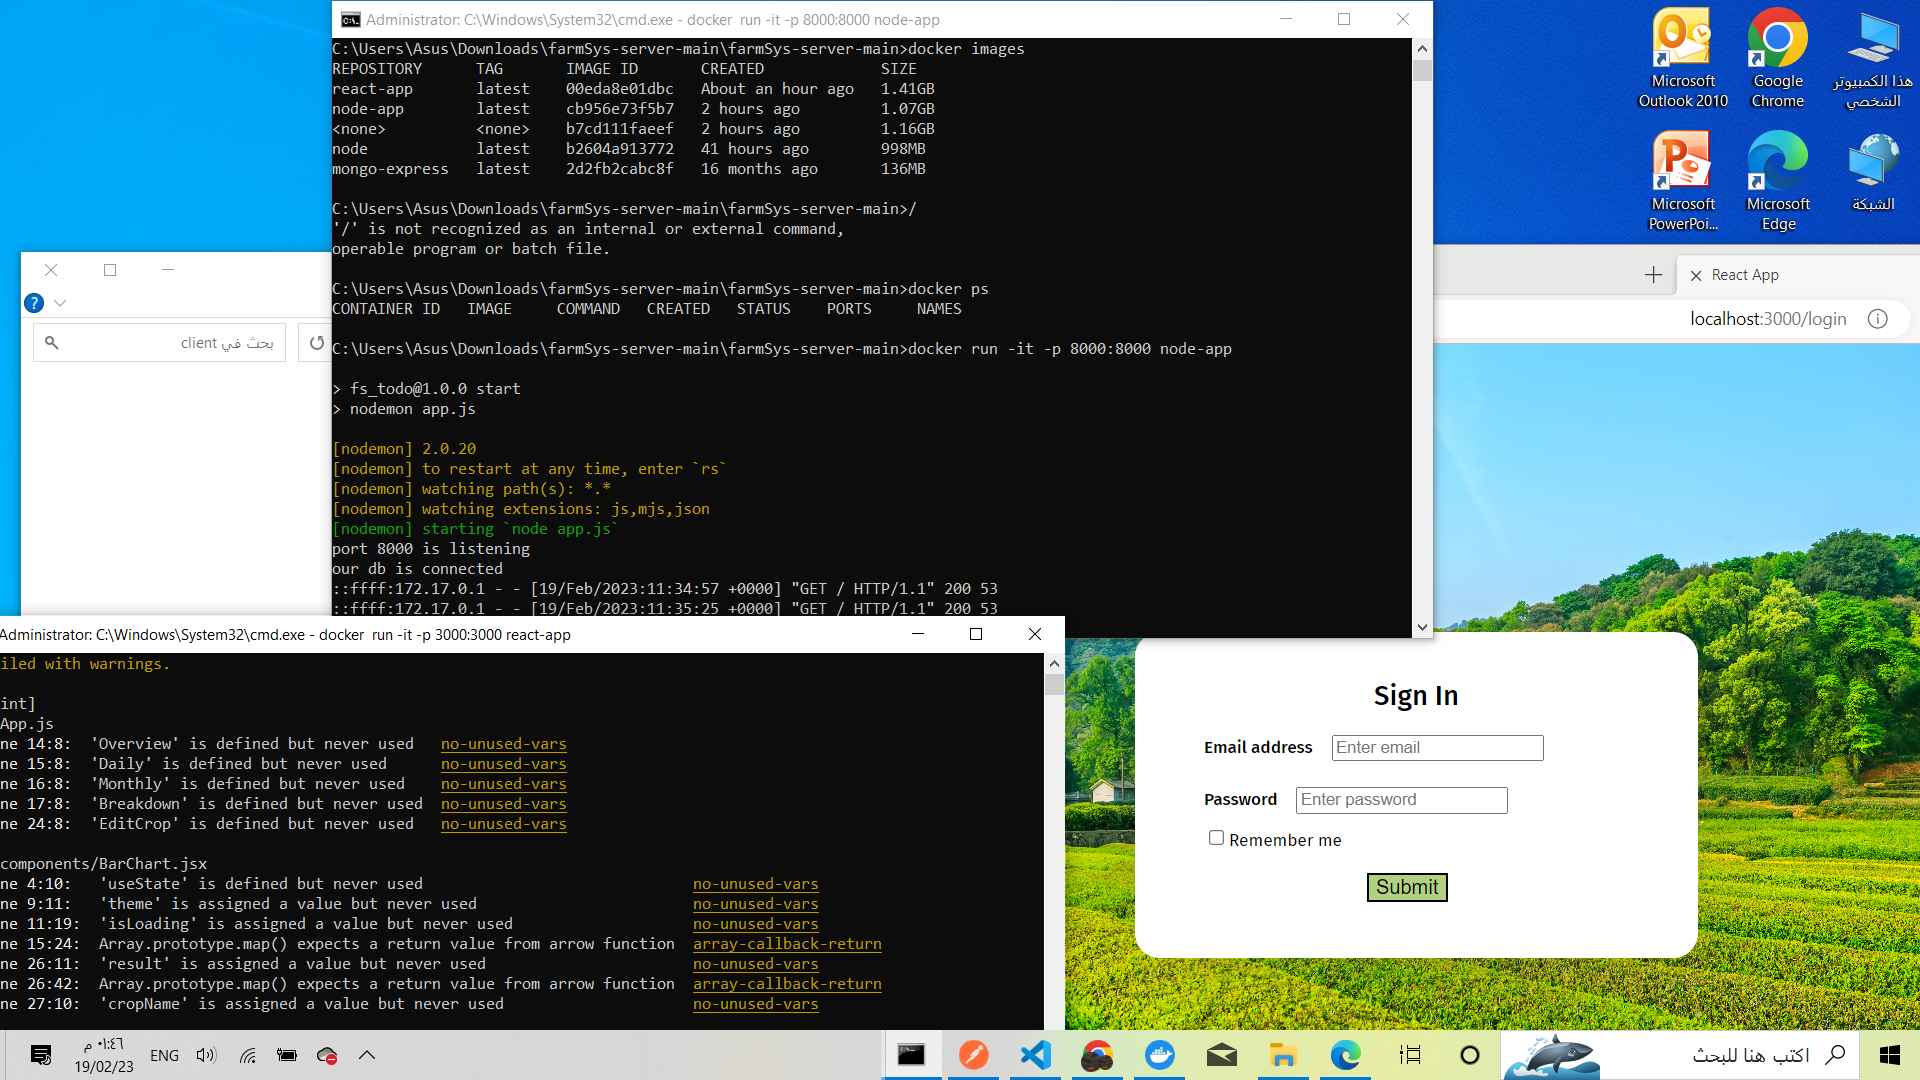 Administrator: C:\Windows\System32\cmd.exe - docker  run -it -p 8000:8000 node-app
C:\Users\Asus\Downloads\farmSys-server-main\farmSys-server-main>docker images
REPOSITORY      TAG       IMAGE ID       CREATED             SIZE
react-app       latest    00eda8e01dbc   About an hour ago   1.41GB
node-app        latest    cb956e73f5b7   2 hours ago         1.07GB
<none>          <none>    b7cd111faeef   2 hours ago         1.16GB
node            latest    b2604a913772   41 hours ago        998MB
mongo-express   latest    2d2fb2cabc8f   16 months ago       136MB
C:\Users\Asus\Downloads\farmSys-server-main\farmSys-server-main>/
'/' is not recognized as an internal or external command,
operable program or batch file.
C:\Users\Asus\Downloads\farmSys-server-main\farmSys-server-main>docker ps
CONTAINER ID   IMAGE     COMMAND   CREATED   STATUS    PORTS     NAMES
C:\Users\Asus\Downloads\farmSys-server-main\farmSys-server-main>docker run -it -p 8000:8000 node-app
> fs_todo@1.0.0 start
> nodemon app.js
[nodemon] 2.0.20
[nodemon] to restart at any time, enter `rs`
[nodemon] watching path(s): *.*
[nodemon] watching extensions: js,mjs,json
[nodemon] starting `node app.js`
port 8000 is listening
our db is connected
::ffff:172.17.0.1 - - [19/Feb/2023:11:34:57 +0000] "GET / HTTP/1.1" 200 53
::ffff:172.17.0.1 - - [19/Feb/2023:11:35:25 +0000] "GET / HTTP/1.1" 200 53
Microsoft Outlook 2010
Google Chrome
هذا الكمبيوتر الشخصي
Microsoft PowerPoi...
Microsoft Edge
الشبكة
بحث في client
React App
localhost:3000/login
Administrator: C:\Windows\System32\cmd.exe - docker  run -it -p 3000:3000 react-app
iled with warnings.
int]
App.js
ne 14:8:  'Overview' is defined but never used   no-unused-vars
ne 15:8:  'Daily' is defined but never used      no-unused-vars
ne 16:8:  'Monthly' is defined but never used    no-unused-vars
ne 17:8:  'Breakdown' is defined but never used  no-unused-vars
ne 24:8:  'EditCrop' is defined but never used   no-unused-vars
components/BarChart.jsx
ne 4:10:   'useState' is defined but never used                              no-unused-vars
ne 9:11:   'theme' is assigned a value but never used                        no-unused-vars
ne 11:19:  'isLoading' is assigned a value but never used                    no-unused-vars
ne 15:24:  Array.prototype.map() expects a return value from arrow function  array-callback-return
ne 26:11:  'result' is assigned a value but never used                       no-unused-vars
ne 26:42:  Array.prototype.map() expects a return value from arrow function  array-callback-return
ne 27:10:  'cropName' is assigned a value but never used                     no-unused-vars
Sign In
Email address Enter email
Password Enter password
Remember me
Submit
٠١:٤٦ م
19/02/23
ENG
اكتب هنا للبحث